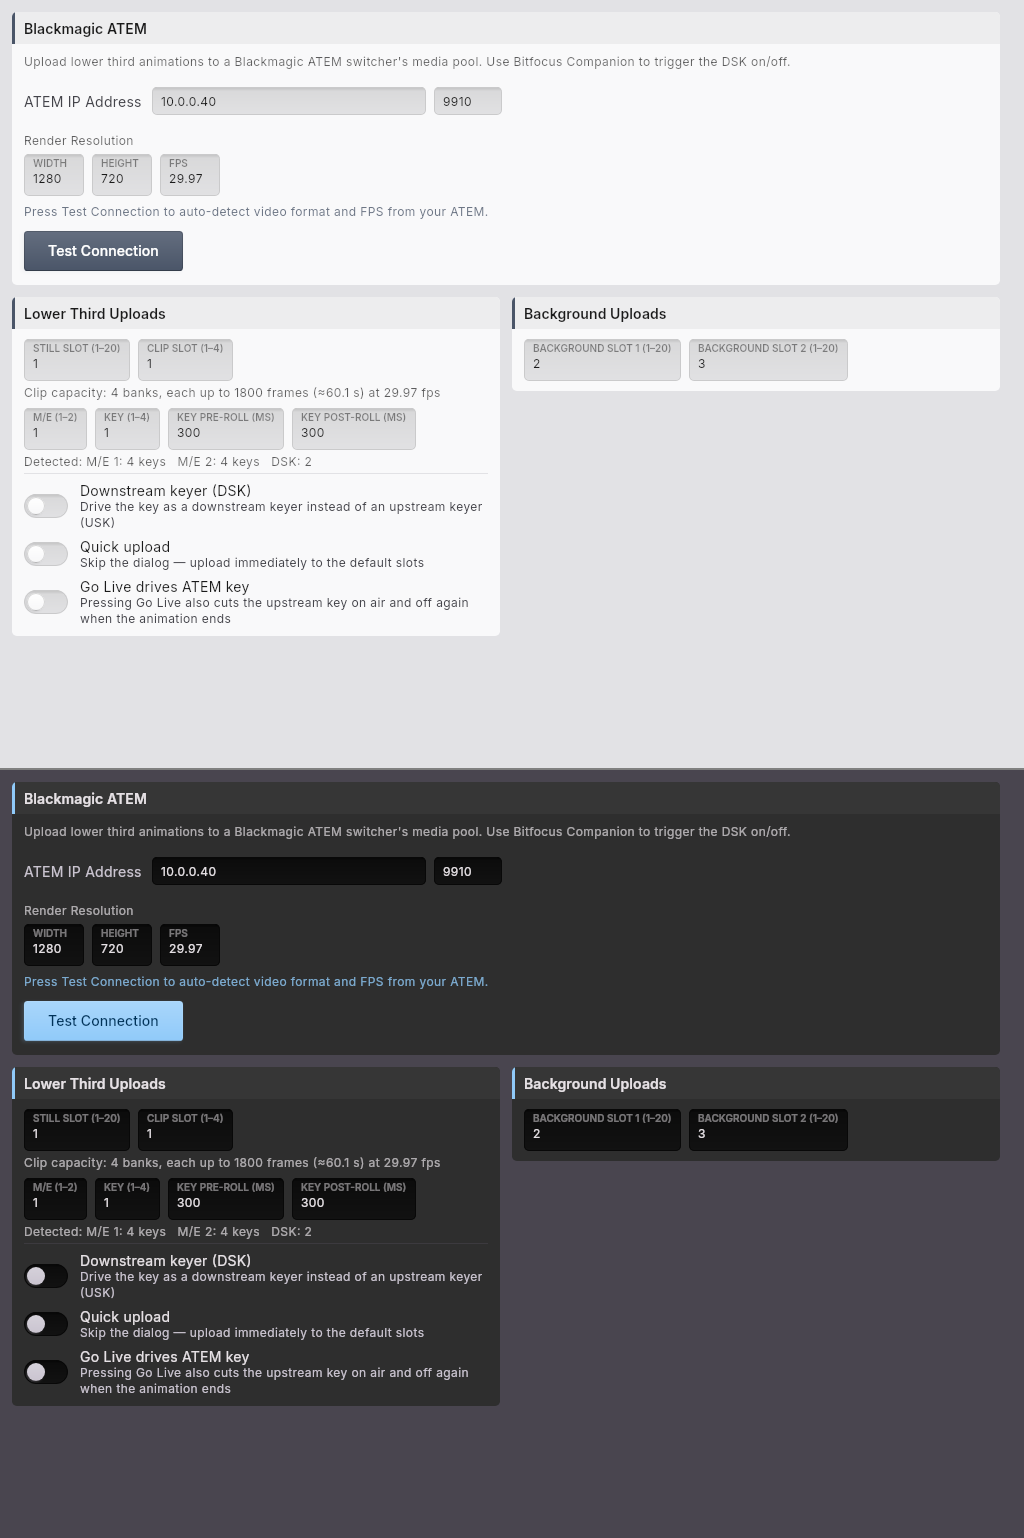 Blackmagic ATEM
Upload lower third animations to a Blackmagic ATEM switcher's media pool. Use Bitfocus Companion to trigger the DSK on/off.
ATEM IP Address 10.0.0.40 9910
Render Resolution
WIDTH HEIGHT FPS
1280 720 29.97
Press Test Connection to auto-detect video format and FPS from your ATEM.
Test Connection
Lower Third Uploads
STILL SLOT (1–20) CLIP SLOT (1–4)
1 1
Clip capacity: 4 banks, each up to 1800 frames (≈60.1 s) at 29.97 fps
M/E (1–2) KEY (1–4) KEY PRE-ROLL (MS) KEY POST-ROLL (MS)
1 1 300 300
Detected: M/E 1: 4 keys M/E 2: 4 keys DSK: 2
Downstream keyer (DSK)
Drive the key as a downstream keyer instead of an upstream keyer
(USK)
Quick upload
Skip the dialog — upload immediately to the default slots
Go Live drives ATEM key
Pressing Go Live also cuts the upstream key on air and off again
when the animation ends
Background Uploads
BACKGROUND SLOT 1 (1–20) BACKGROUND SLOT 2 (1–20)
2 3
Blackmagic ATEM
Upload lower third animations to a Blackmagic ATEM switcher's media pool. Use Bitfocus Companion to trigger the DSK on/off.
ATEM IP Address 10.0.0.40 9910
Render Resolution
WIDTH HEIGHT FPS
1280 720 29.97
Press Test Connection to auto-detect video format and FPS from your ATEM.
Test Connection
Lower Third Uploads
STILL SLOT (1–20) CLIP SLOT (1–4)
1 1
Clip capacity: 4 banks, each up to 1800 frames (≈60.1 s) at 29.97 fps
M/E (1–2) KEY (1–4) KEY PRE-ROLL (MS) KEY POST-ROLL (MS)
1 1 300 300
Detected: M/E 1: 4 keys M/E 2: 4 keys DSK: 2
Downstream keyer (DSK)
Drive the key as a downstream keyer instead of an upstream keyer
(USK)
Quick upload
Skip the dialog — upload immediately to the default slots
Go Live drives ATEM key
Pressing Go Live also cuts the upstream key on air and off again
when the animation ends
Background Uploads
BACKGROUND SLOT 1 (1–20) BACKGROUND SLOT 2 (1–20)
2 3